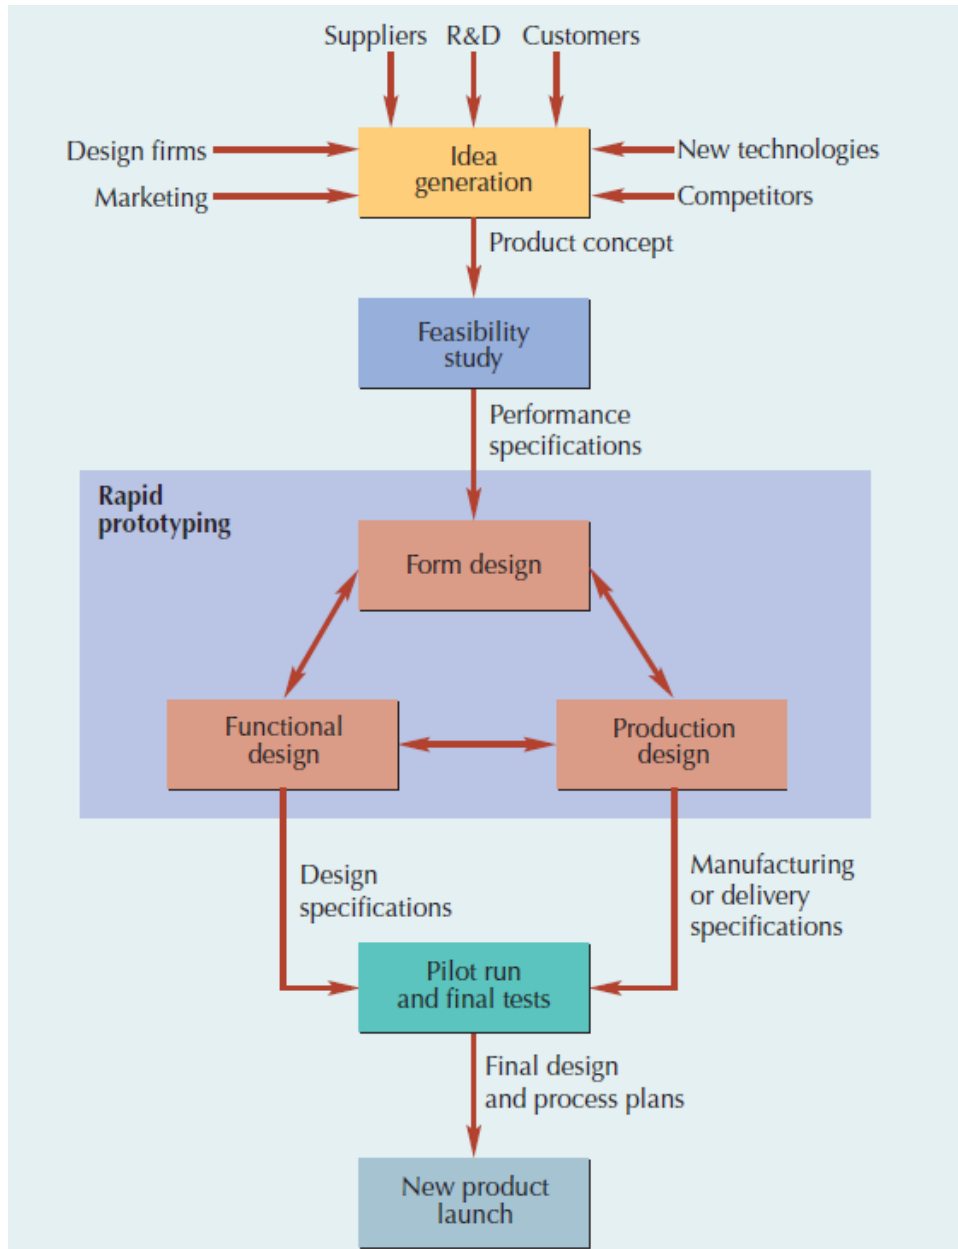 Suppliers R&D Customers
Design firms
Marketing
Idea
generation
New technologies
Competitors
Product concept
Feasibility
study
Performance
specifications
Rapid
prototyping
Form design
Functional
design
Production
design
Design
specifications
Manufacturing
or delivery
specifications
Pilot run
and final tests
Final design
and process plans
New product
launch